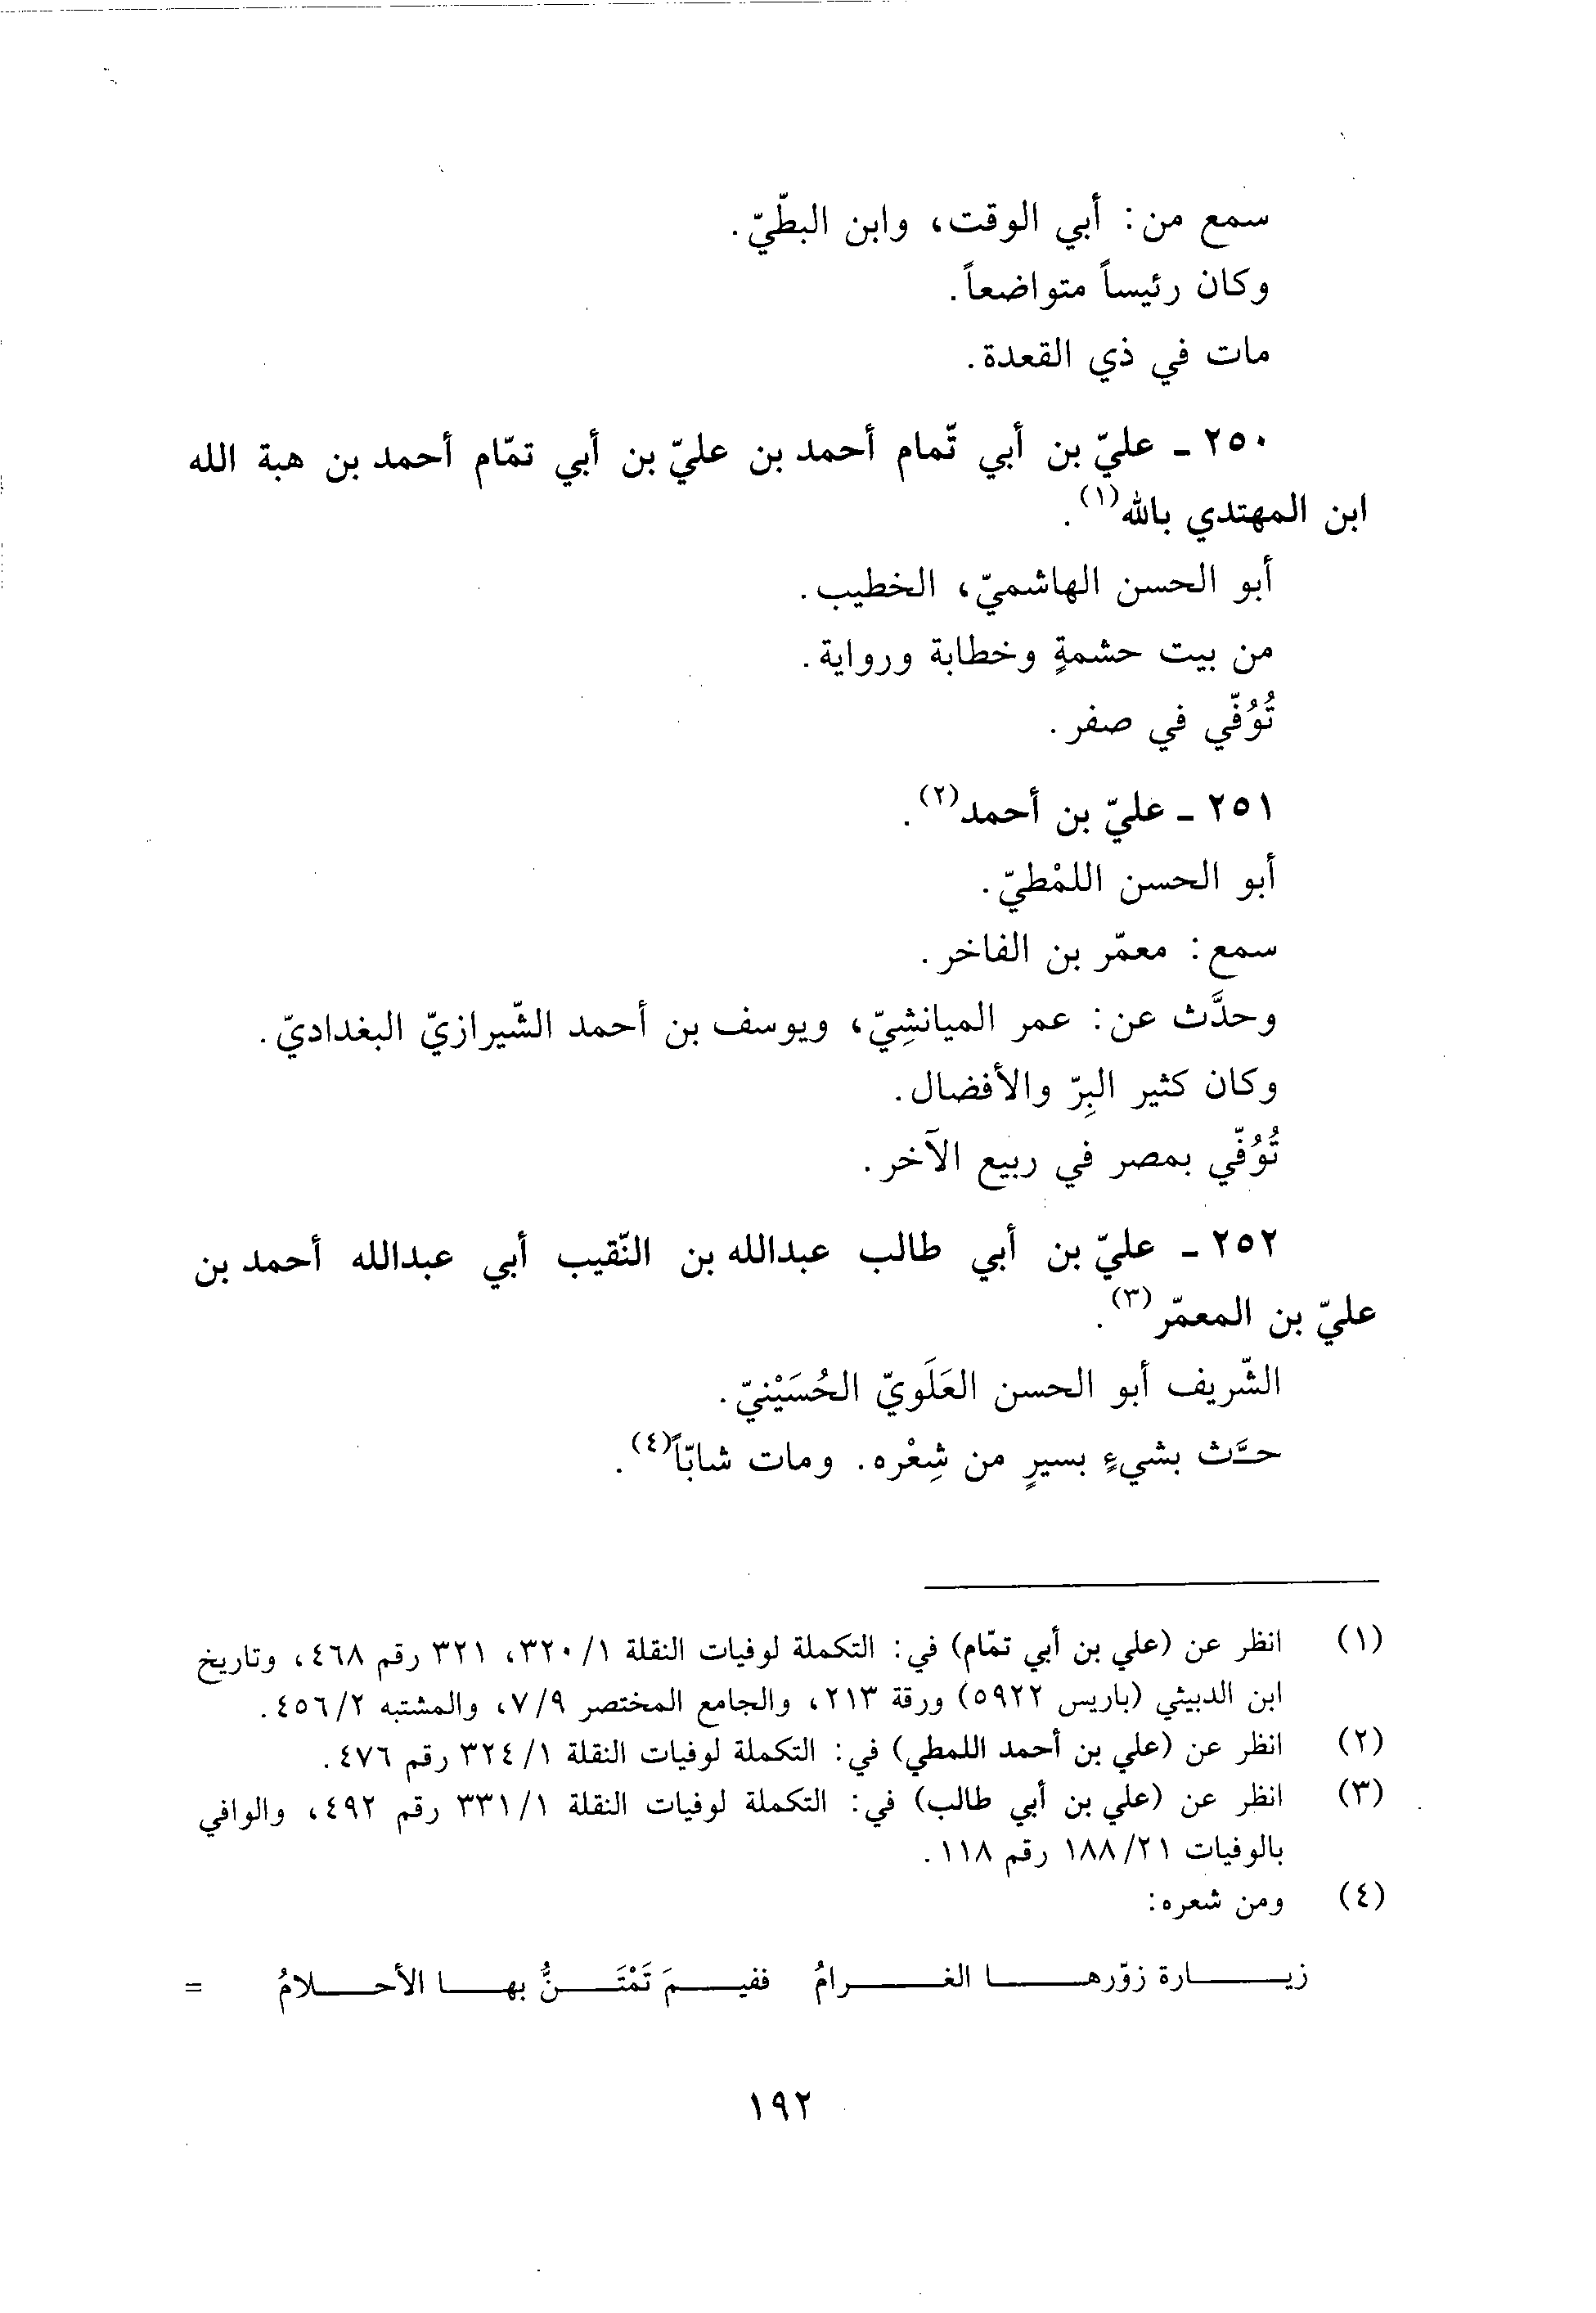 سمع من: أبي الوقت، وابن البطّيّ.
وكان رئيساً متواضعاً.
مات في ذي القعدة.
٢٥٠ ـ عليّ بن أبي تّمام أحمد بن عليّ بن أبي تمّام أحمد بن هبة الله
ابن المهتدي بالله(١).
أبو الحسن الهاشميّ، الخطيب.
من بيت حشمةٍ وخطابة ورواية.
تُوُفّي في صفر.
٢٥١ ـ عليّ بن أحمد(٢).
أبو الحسن اللمْطيّ.
سمع: معمّر بن الفاخر.
وحدَّث عن: عمر الميانشِيّ، ويوسف بن أحمد الشّيرازيّ البغداديّ.
وكان كثير البِرّ والأفضال.
تُوُفّي بمصر في ربيع الآخر.
٢٥٢ ـ عليّ بن أبي طالب عبدالله بن النّقيب أبي عبدالله أحمد بن
عليّ بن المعمّر(٣).
الشّريف أبو الحسن العَلَويّ الحُسَيْنيّ.
حدَّث بشيءٍ بسيرٍ من شِعْره. ومات شابّاً(٤).
(١) انظر عن (علي بن أبي تمّام) في: التكملة لوفيات النقلة ١/ ٣٢٠، ٣٢١ رقم ٤٦٨، وتاريخ
ابن الدبيثي (باريس ٥٩٢٢) ورقة ٢١٣، والجامع المختصر ٧/٩، والمشتبه ٤٥٦/٢.
(٢) انظر عن (علي بن أحمد اللمطي) في: التكملة لوفيات النقلة ١/ ٣٢٤ رقم ٤٧٦.
(٣) انظر عن (علي بن أبي طالب) في: التكملة لوفيات النقلة ٣٣١/١ رقم ٤٩٢، والوافي
بالوفيات ١٨٨/٢١ رقم ١١٨.
(٤) ومن شعره:
زيـارة زوّرهـا الغـرامُ ففيـمَ تَمْتَـنُّ بهـا الأحـلامُ =
١٩٢